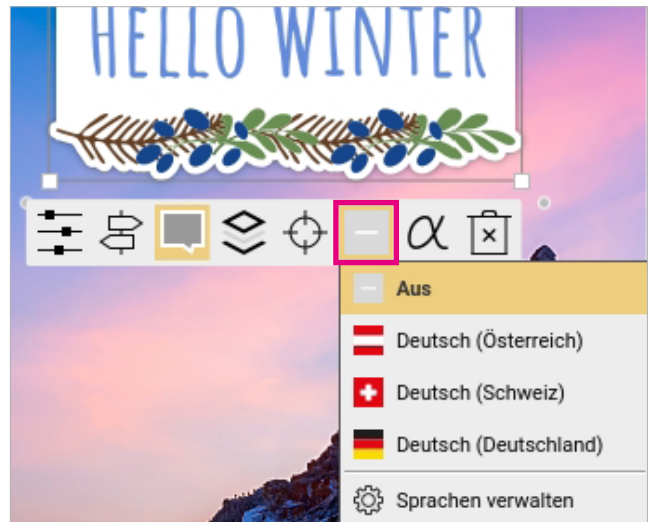 HELLO WINTER
Aus
Deutsch (Österreich)
Deutsch (Schweiz)
Deutsch (Deutschland)
Sprachen verwalten